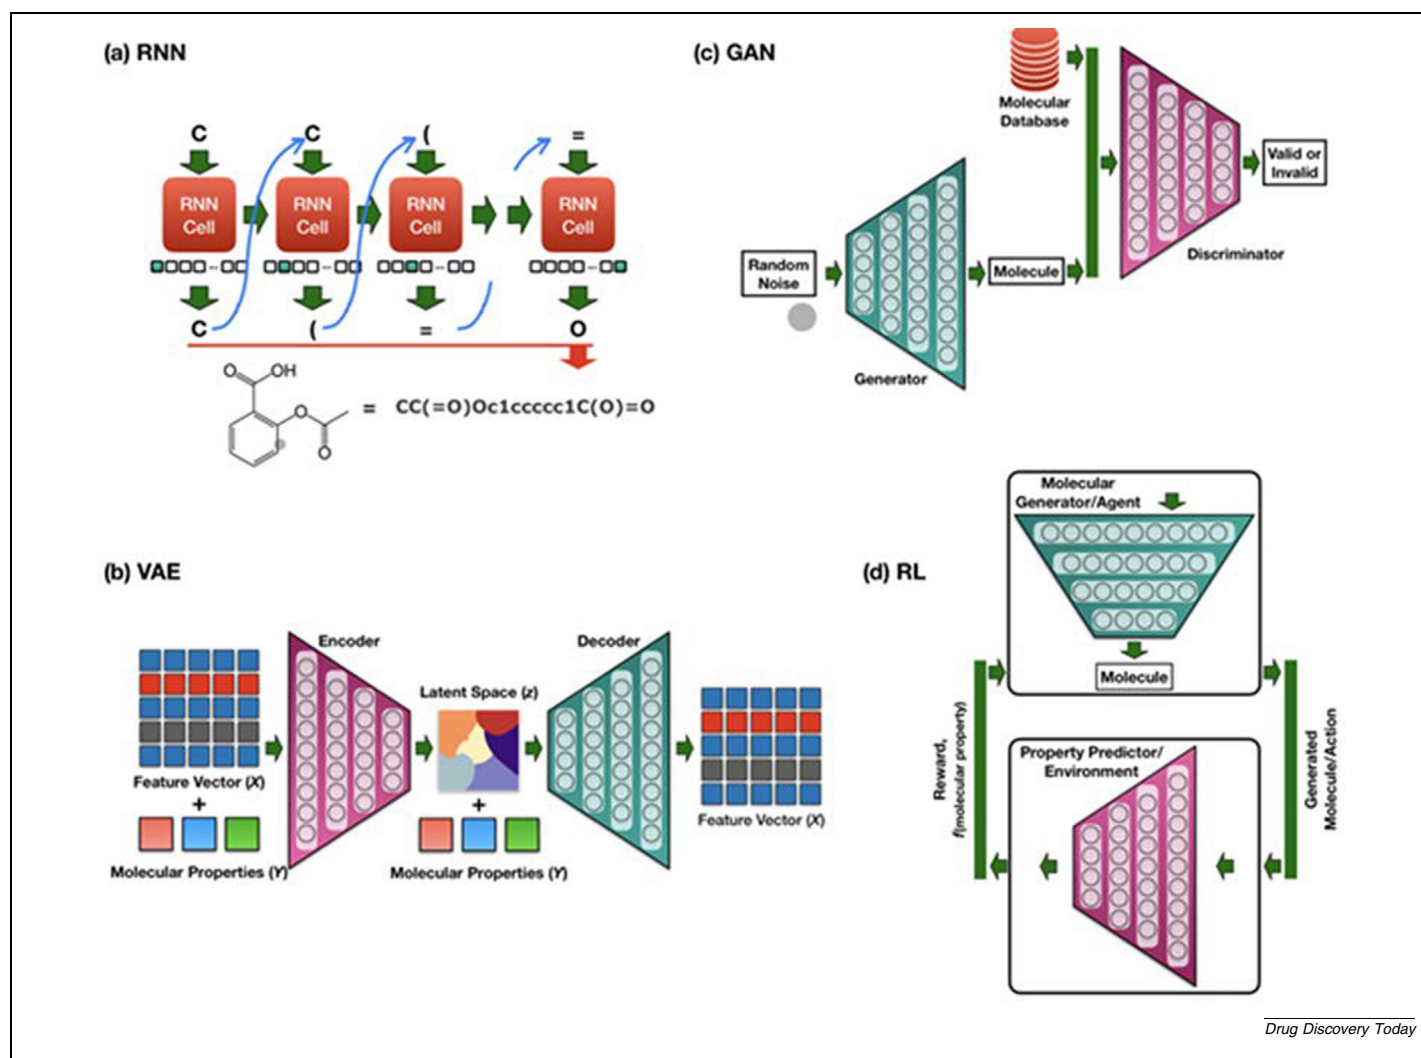 (a) RNN
C C ( =
RNN
Cell
RNN
Cell
RNN
Cell
RNN
Cell
C ( = O
O OH
O
O
= CC(=O)Oc1ccccc1C(O)=O
(b) VAE
Encoder
Decoder
Latent Space (z)
Feature Vector (X)
+
Molecular Properties (Y)
+
Molecular Properties (Y)
Feature Vector (X)
(c) GAN
Molecular
Database
Valid or
Invalid
Random
Noise
Molecule
Discriminator
Generator
(d) RL
Molecular
Generator/Agent
Molecule
Property Predictor/
Environment
Reward,
f(molecular property)
Generated
Molecule/Action
Drug Discovery Today